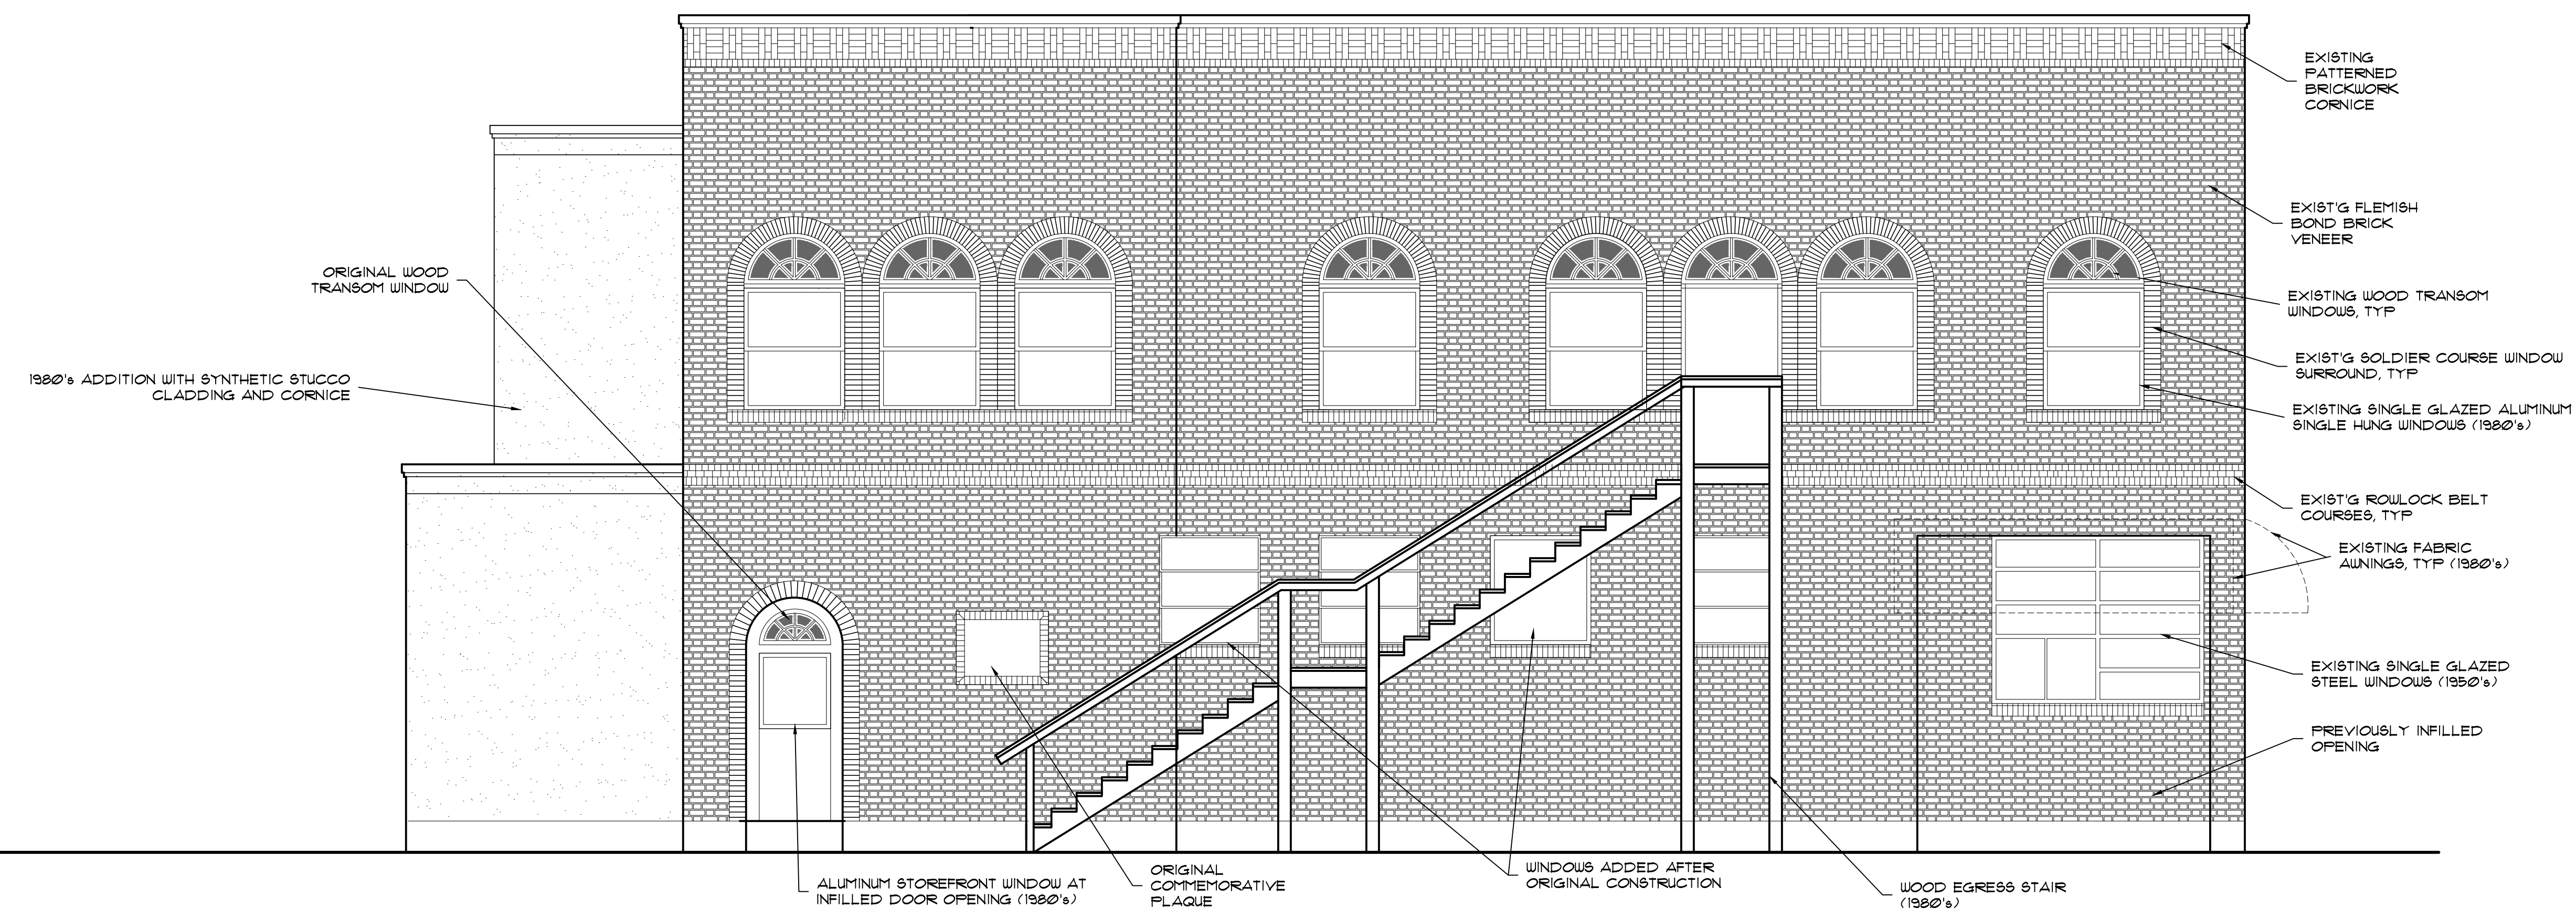 EXISTING
PATTERNED
BRICKWORK
CORNICE
EXIST'G FLEMISH
BOND BRICK
VENEER
ORIGINAL WOOD
TRANSOM WINDOW
EXISTING WOOD TRANSOM
WINDOWS, TYP
EXIST'G SOLDIER COURSE WINDOW
SURROUND, TYP
1980's ADDITION WITH SYNTHETIC STUCCO
CLADDING AND CORNICE
EXISTING SINGLE GLAZED ALUMINUM
SINGLE HUNG WINDOWS (1980's)
EXIST'G ROWLOCK BELT
COURSES, TYP
EXISTING FABRIC
AWNINGS, TYP (1980's)
EXISTING SINGLE GLAZED
STEEL WINDOWS (1950's)
PREVIOUSLY INFILLED
OPENING
ALUMINUM STOREFRONT WINDOW AT
INFILLED DOOR OPENING (1980's)
ORIGINAL
COMMEMORATIVE
PLAQUE
WINDOWS ADDED AFTER
ORIGINAL CONSTRUCTION
WOOD EGRESS STAIR
(1980's)